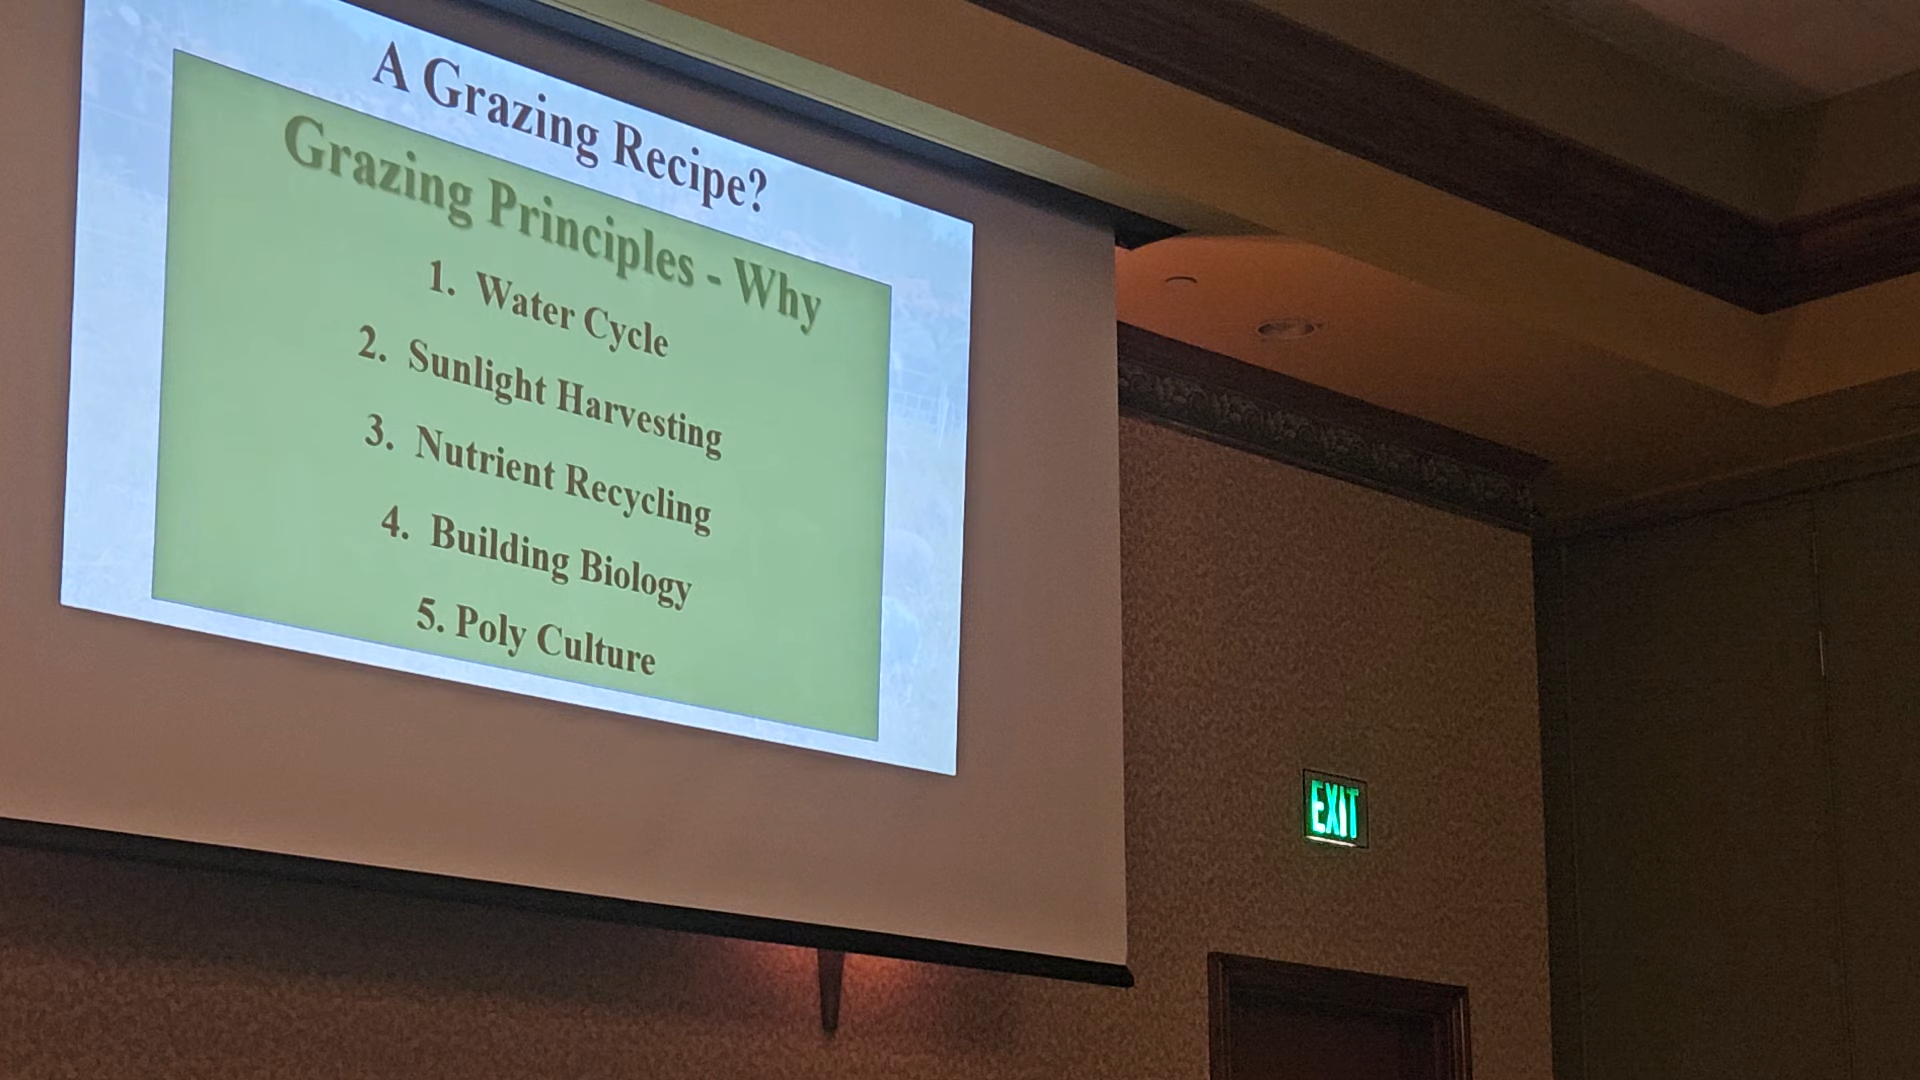 A Grazing Recipe?
Grazing Principles - Why
1. Water Cycle
2. Sunlight Harvesting
3. Nutrient Recycling
4. Building Biology
5. Poly Culture
EXIT